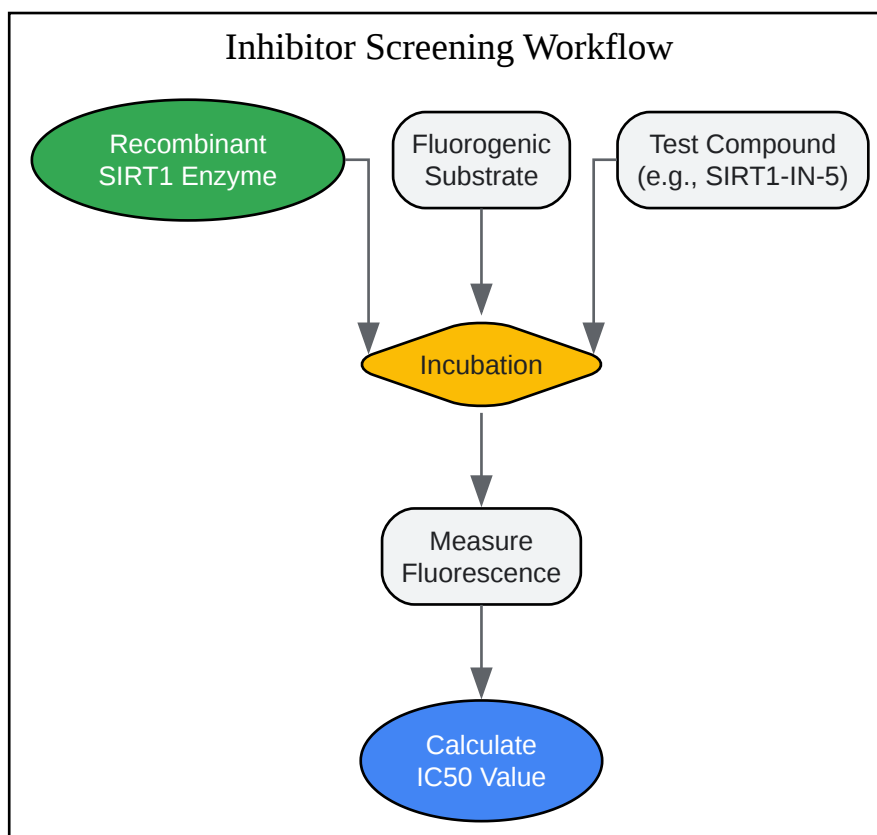 Inhibitor Screening Workflow
Recombinant
SIRT1 Enzyme
Fluorogenic
Substrate
Test Compound
(e.g., SIRT1-IN-5)
Incubation
Measure
Fluorescence
Calculate
IC50 Value